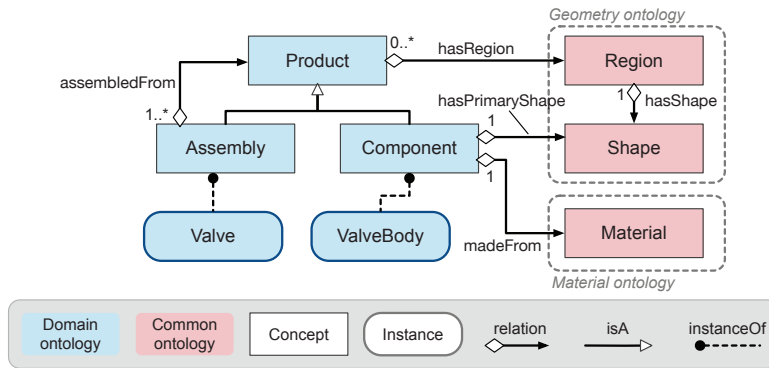 Geometry ontology
0..*
Product
hasRegion
Region
assembledFrom
1
hasShape
hasPrimaryShape
1..*
1
Assembly
Component
Shape
1
Valve
ValveBody
madeFrom
Material
Material ontology
Domain
ontology
Common
ontology
Concept
Instance
relation
isA
instanceOf